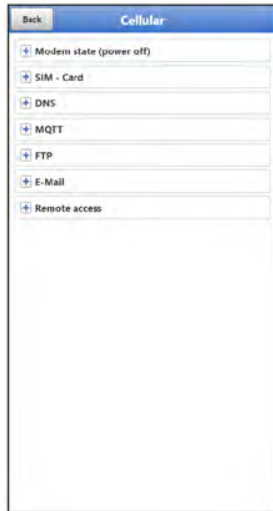 Back
Cellular
Modem state (power off)
SIM - Card
DNS
MQTT
FTP
E-Mail
Remote access